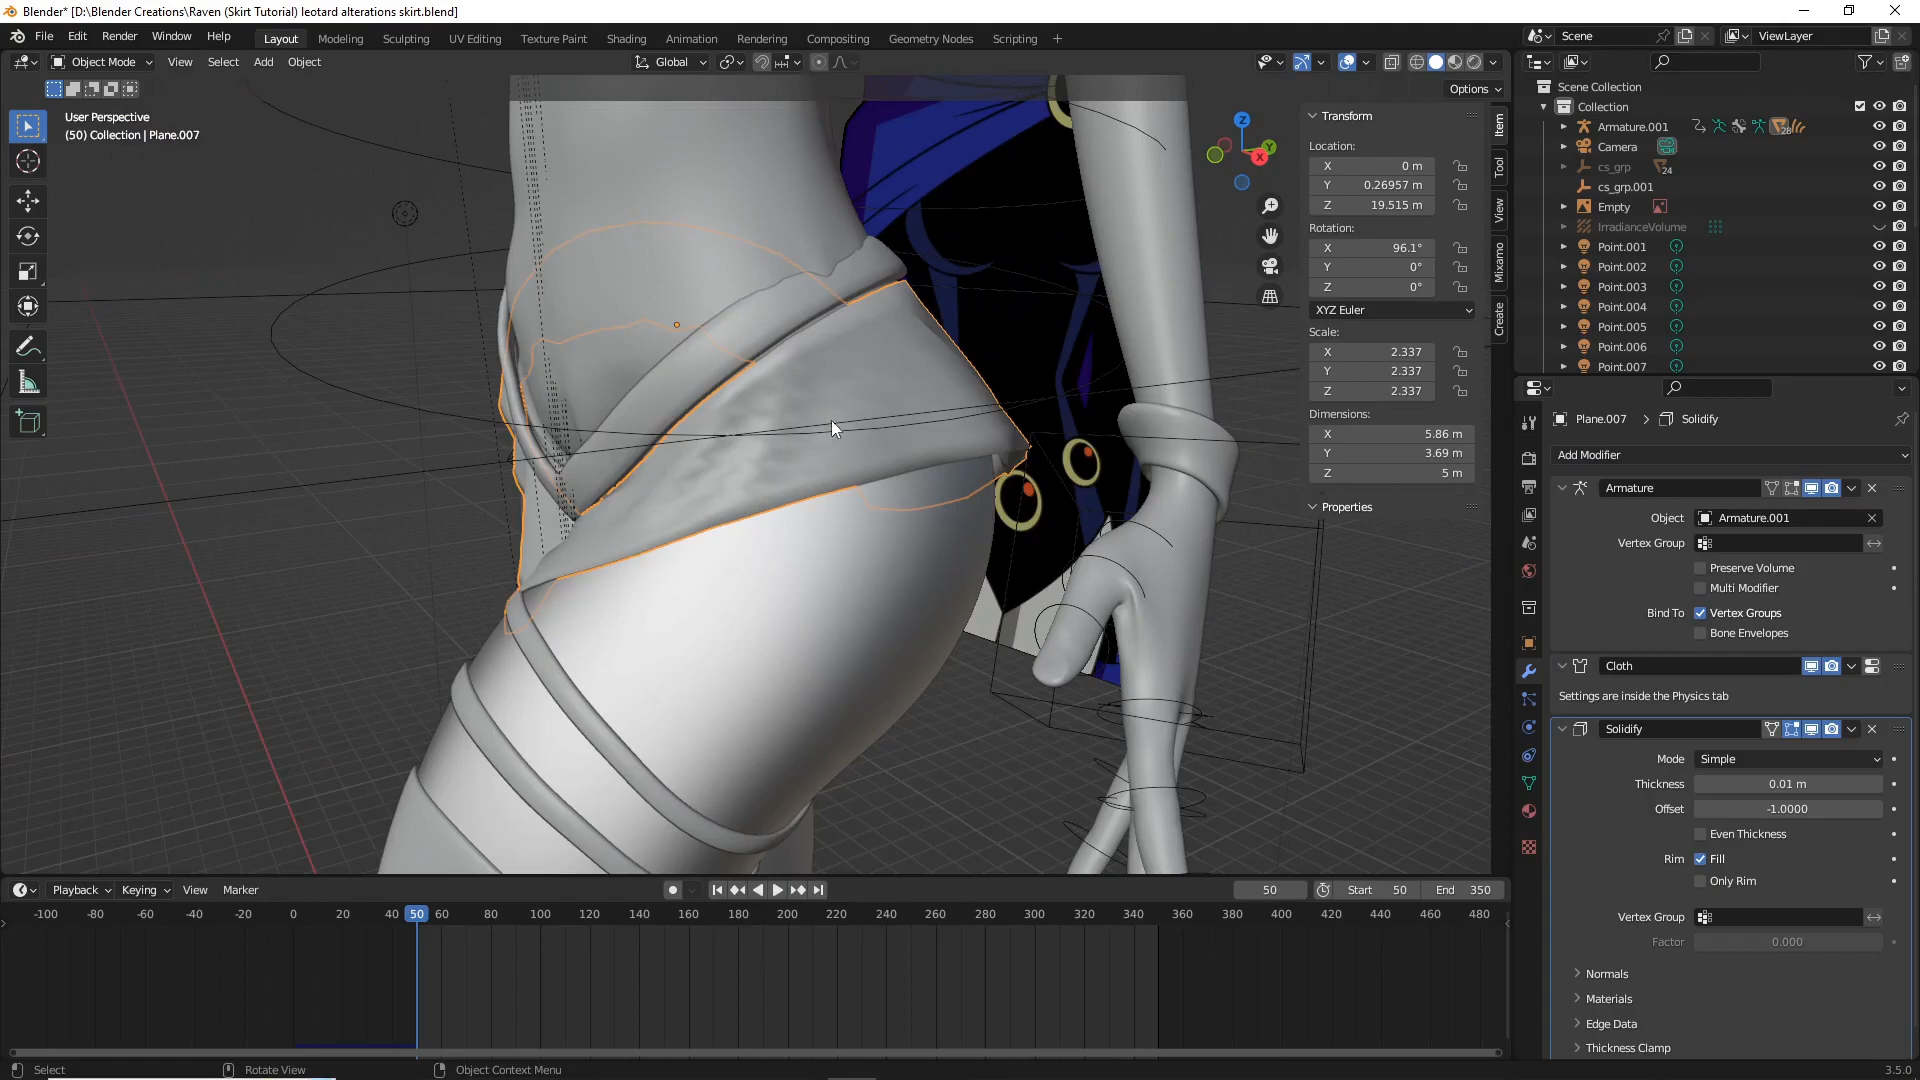 Blender* [D:\Blender Creations\Raven (Skirt Tutorial) leotard alterations skirt.blend]
File Edit Render Window Help Layout Modeling Sculpting UV Editing Texture Paint Shading Animation Rendering Compositing Geometry Nodes Scripting + Scene ViewLayer
Object Mode View Select Add Object Global
Options
User Perspective
(50) Collection | Plane.007
Z
Y
X
Item
Tool
View
Mixamo
Create
Transform
Location:
X 0 m
Y 0.26957 m
Z 19.515 m
Rotation:
X 96.1°
Y 0°
Z 0°
XYZ Euler
Scale:
X 2.337
Y 2.337
Z 2.337
Dimensions:
X 5.86 m
Y 3.69 m
Z 5 m
Properties
Scene Collection
Collection
Armature.001 28
Camera
cs_grp 24
cs_grp.001
Empty
IrradianceVolume
Point.001
Point.002
Point.003
Point.004
Point.005
Point.006
Point.007
Plane.007 Solidify
Add Modifier
Armature
Object Armature.001
Vertex Group
Preserve Volume
Multi Modifier
Bind To Vertex Groups
Bone Envelopes
Cloth
Settings are inside the Physics tab
Solidify
Mode Simple
Thickness 0.01 m
Offset -1.0000
Even Thickness
Rim Fill
Only Rim
Vertex Group
Factor 0.000
Normals
Materials
Edge Data
Thickness Clamp
Playback Keying View Marker 50 Start 50 End 350
-100 -80 -60 -40 -20 0 20 40 50 60 80 100 120 140 160 180 200 220 240 260 280 300 320 340 360 380 400 420 440 460 480
Select Rotate View Object Context Menu 3.5.0